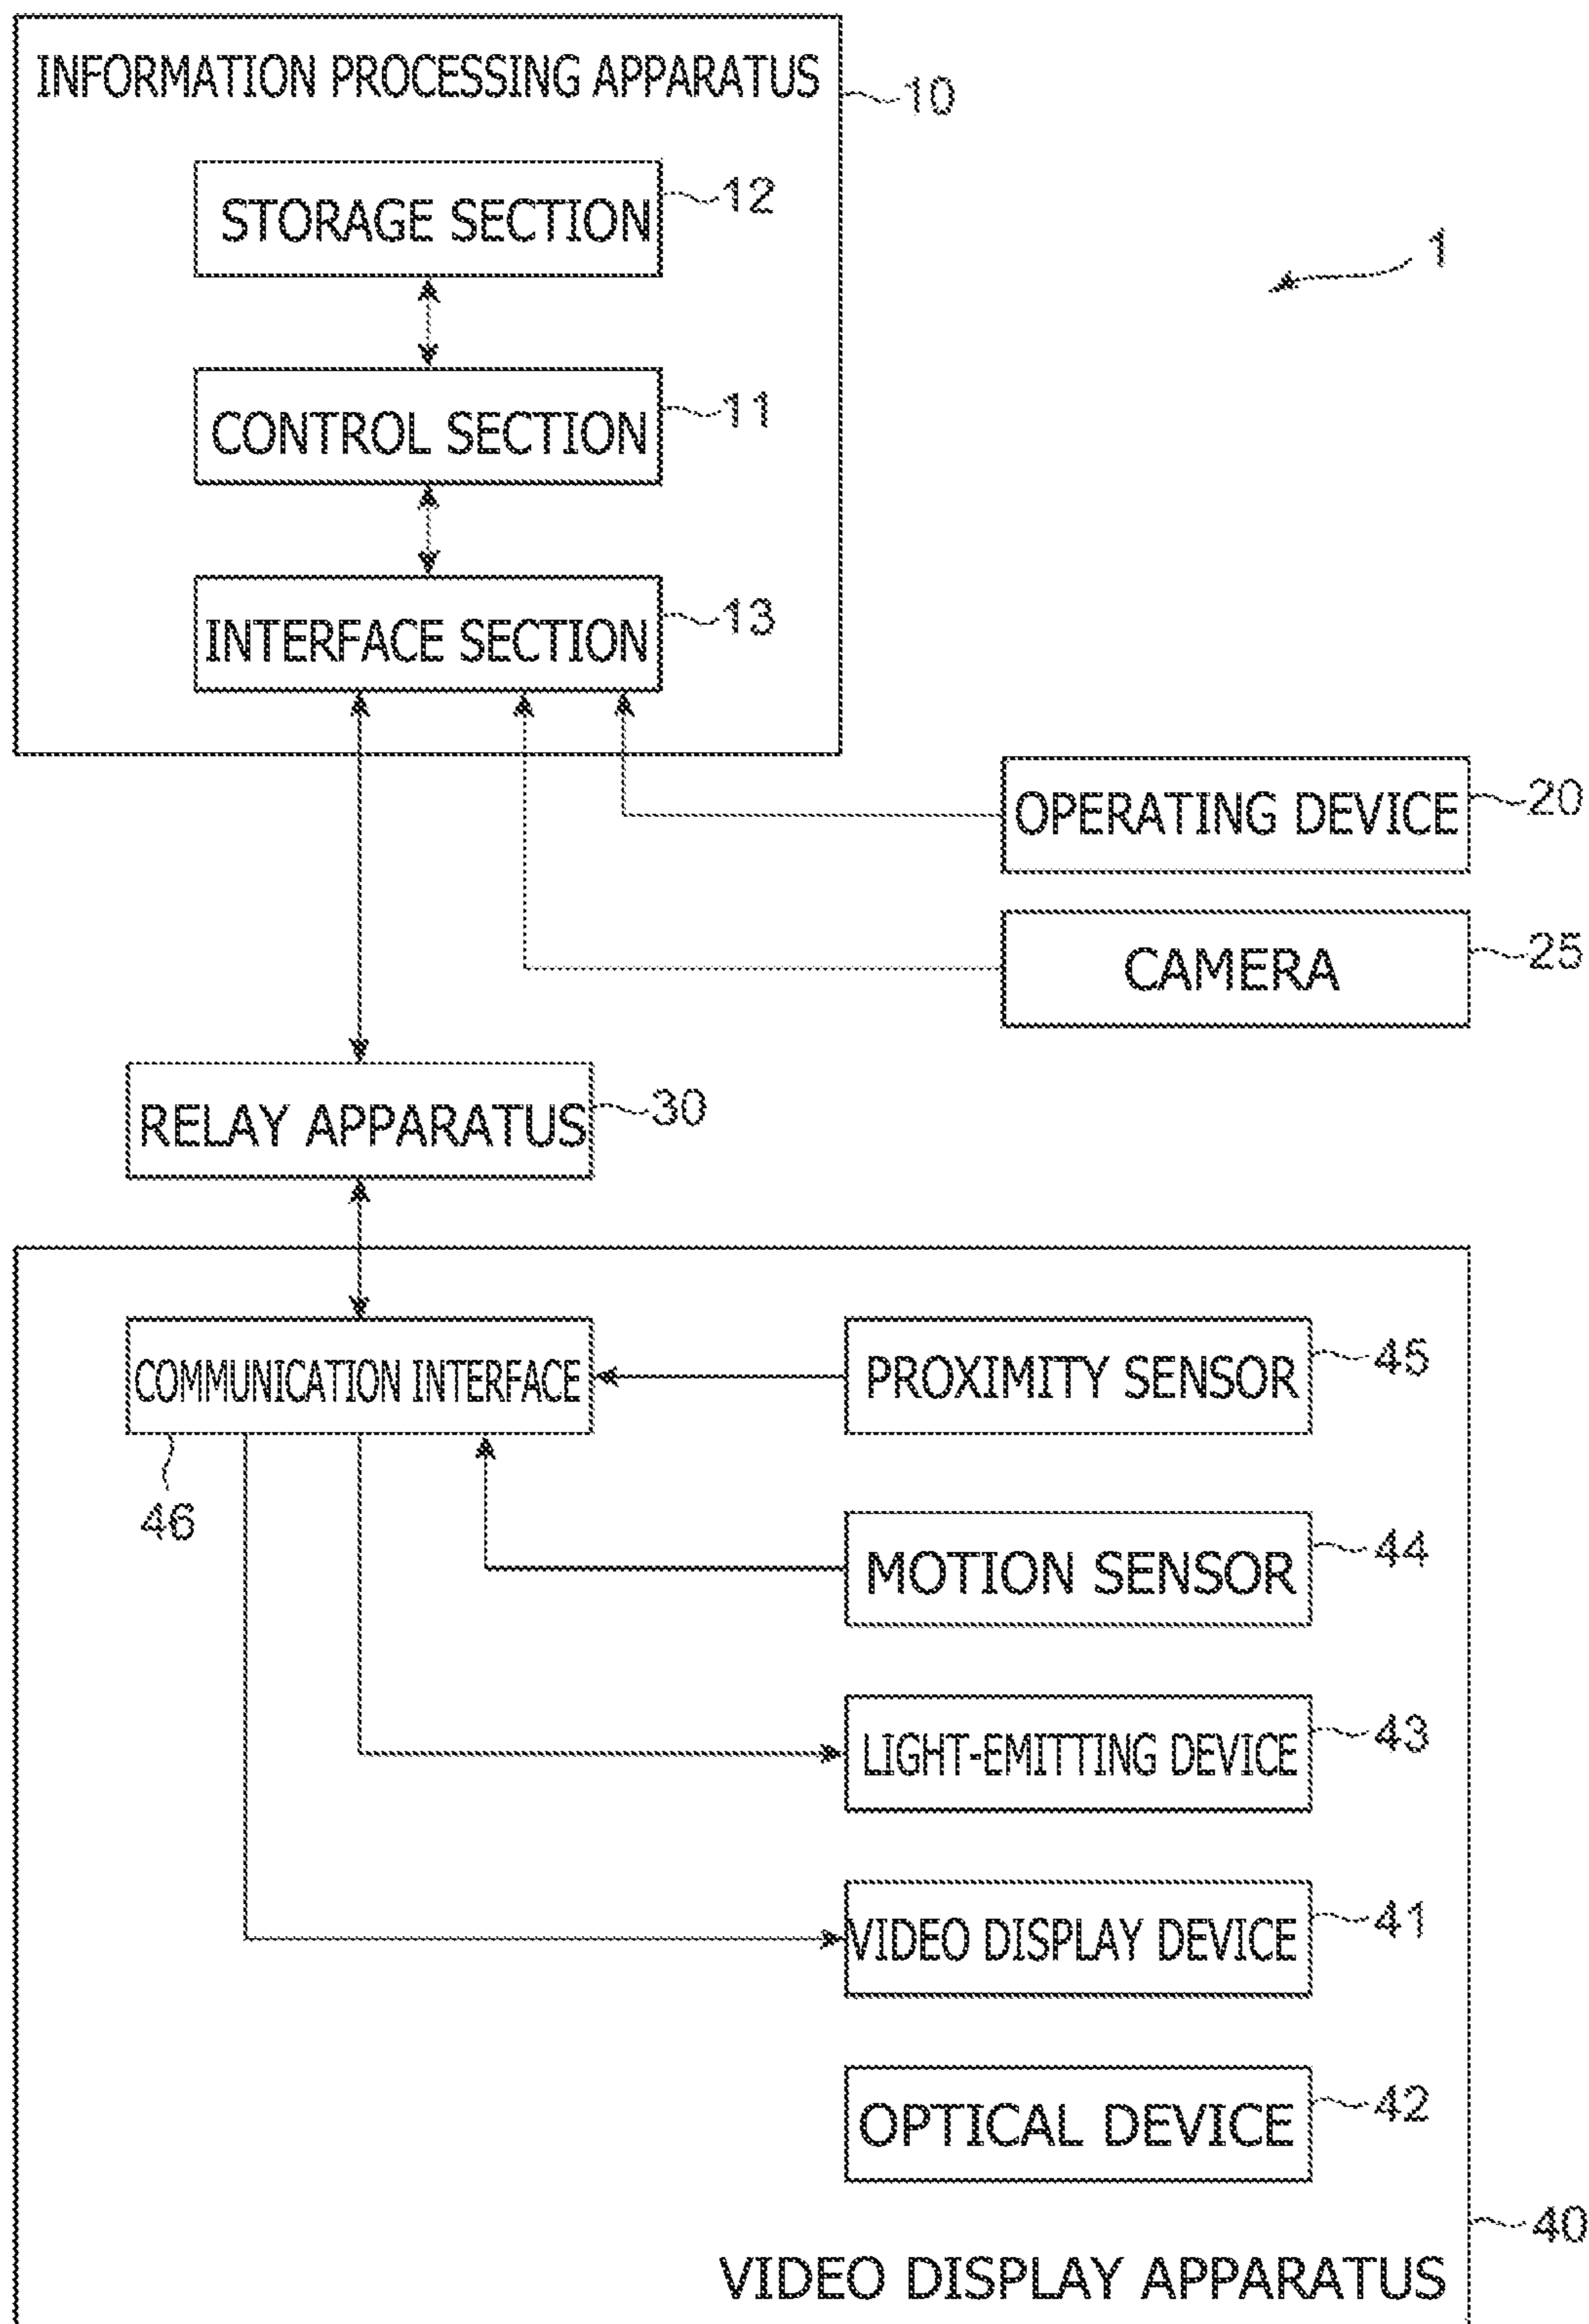 INFORMATION PROCESSING APPARATUS
10
STORAGE SECTION
12
1
CONTROL SECTION
11
INTERFACE SECTION
13
OPERATING DEVICE
20
CAMERA
25
RELAY APPARATUS
30
COMMUNICATION INTERFACE
46
PROXIMITY SENSOR
45
MOTION SENSOR
44
LIGHT-EMITTING DEVICE
43
VIDEO DISPLAY DEVICE
41
OPTICAL DEVICE
42
40
VIDEO DISPLAY APPARATUS